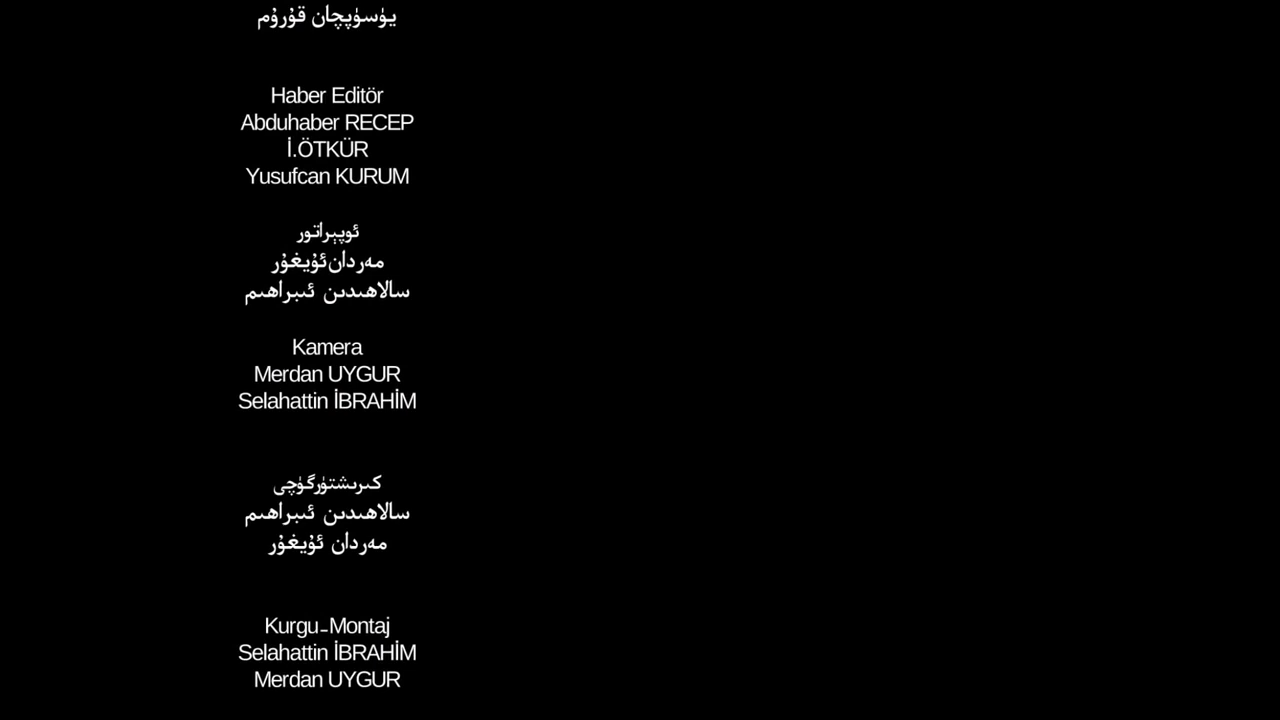 يۈسۈپچان قۇرۇم
Haber Editör
Abduhaber RECEP
İ.ÖTKÜR
Yusufcan KURUM
ئوپېراتور
مەردان ئۇيغۇر
سالاھىدىن ئىبراھىم
Kamera
Merdan UYGUR
Selahattin İBRAHİM
كىرىشتۈرگۈچى
سالاھىدىن ئىبراھىم
مەردان ئۇيغۇر
Kurgu-Montaj
Selahattin İBRAHİM
Merdan UYGUR